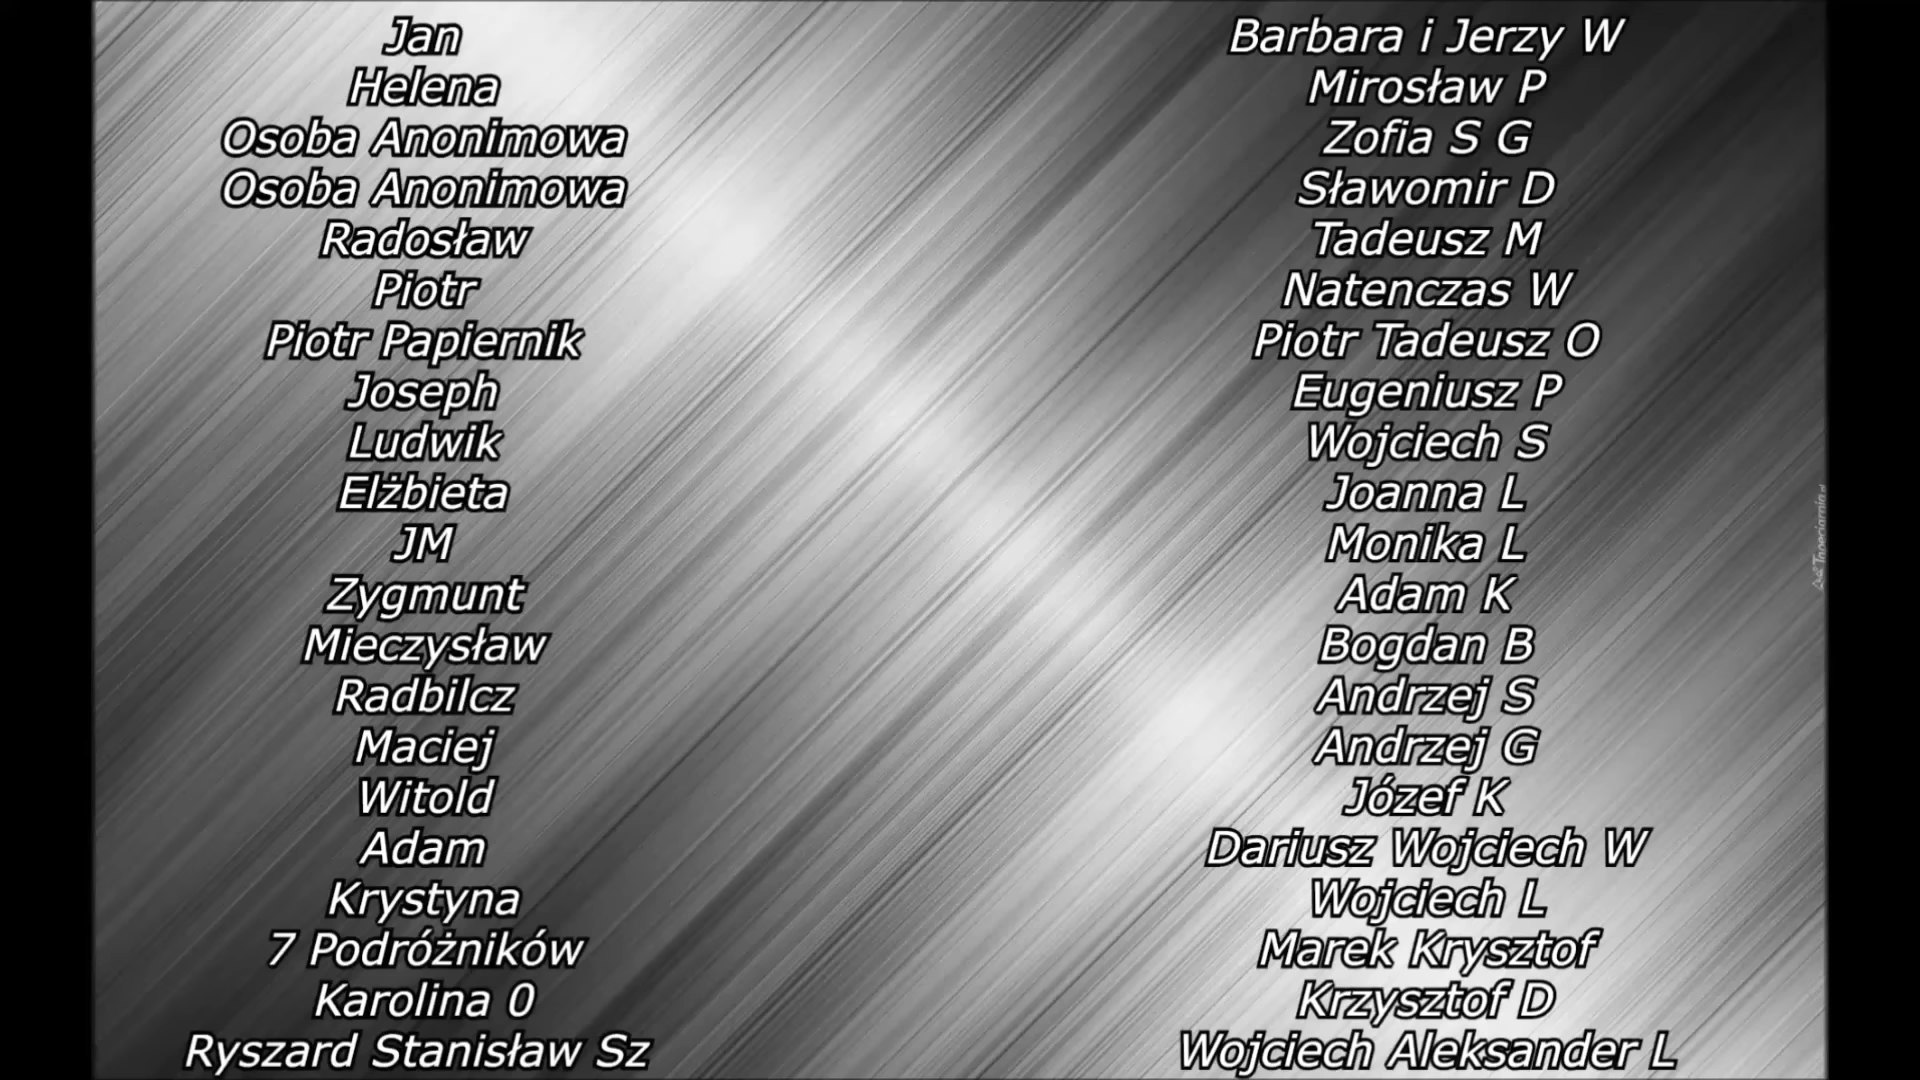 Jan
Helena
Osoba Anonimowa
Osoba Anonimowa
Radosław
Piotr
Piotr Papiernik
Joseph
Ludwik
Elżbieta
JM
Zygmunt
Mieczysław
Radbilcz
Maciej
Witold
Adam
Krystyna
7 Podróżników
Karolina 0
Ryszard Stanisław Sz
Barbara i Jerzy W
Mirosław P
Zofia S G
Sławomir D
Tadeusz M
Natenczas W
Piotr Tadeusz O
Eugeniusz P
Wojciech S
Joanna L
Monika L
Adam K
Bogdan B
Andrzej S
Andrzej G
Józef K
Dariusz Wojciech W
Wojciech L
Marek Krysztof
Krzysztof D
Wojciech Aleksander L